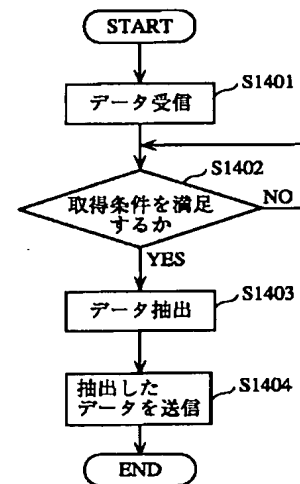 START
S1401
データ受信
S1402
取得条件を満足
するか
NO
YES
S1403
データ抽出
S1404
抽出した
データを送信
END